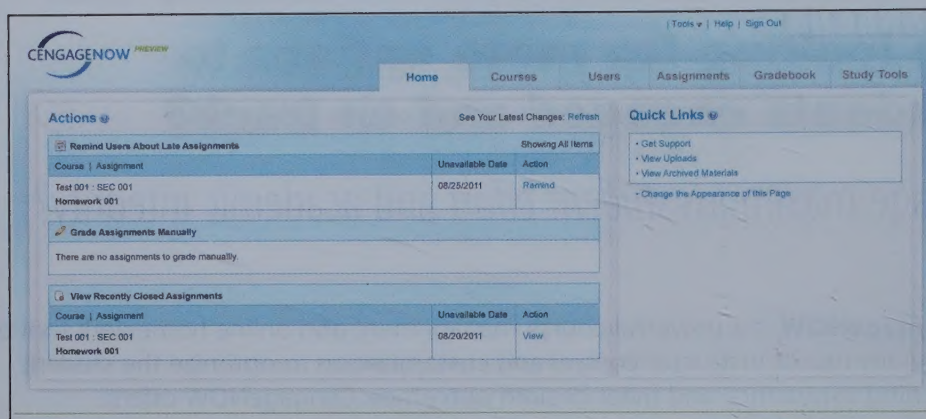 | Tools | Help | Sign Out
CENGAGENOW PREVIEW
Home Courses Users Assignments Gradebook Study Tools
Actions
See Your Latest Changes: Refresh
Remind Users About Late Assignments Showing All Items
Course | Assignment Unavailable Date Action
Test 001 : SEC 001 08/25/2011 Remind
Homework 001
Grade Assignments Manually
There are no assignments to grade manually.
View Recently Closed Assignments
Course | Assignment Unavailable Date Action
Test 001 : SEC 001 08/20/2011 View
Homework 001
Quick Links
• Get Support
• View Uploads
• View Archived Materials
• Change the Appearance of this Page